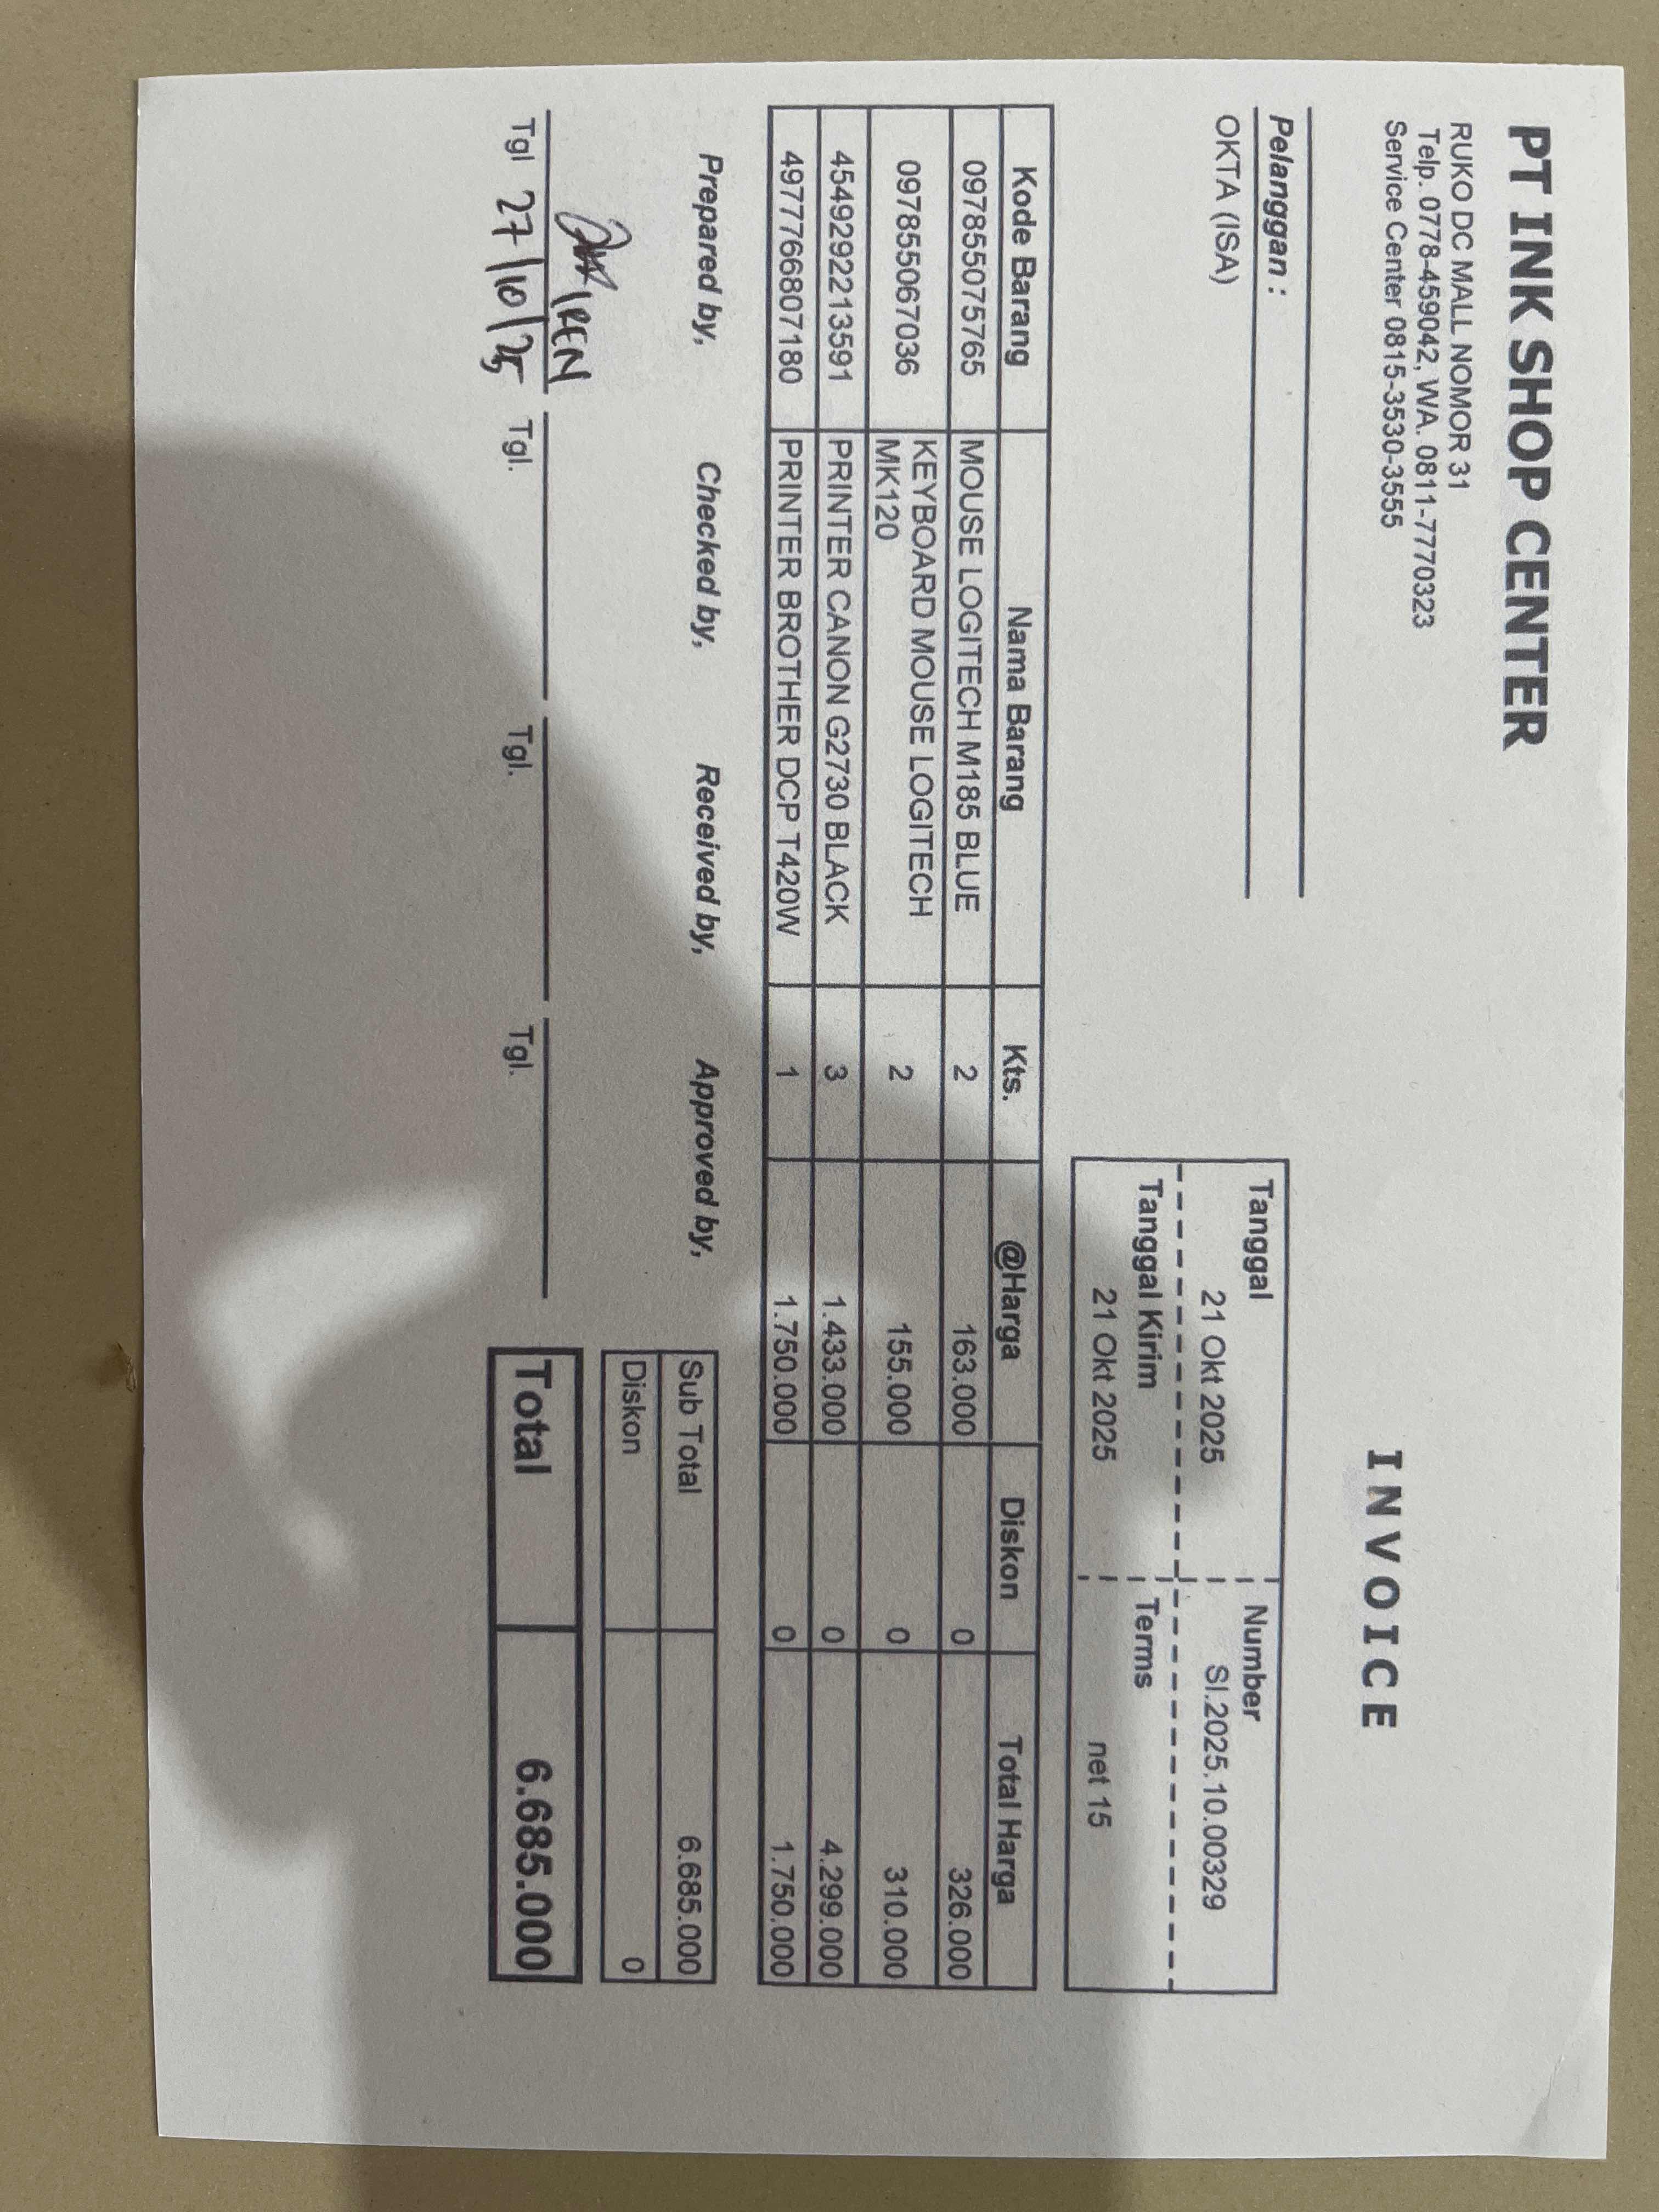 PT INK SHOP CENTER
RUKO DC MALL NOMOR 31
Telp. 0778-459042, WA. 0811-7770323
Service Center 0815-3530-3555
INVOICE
Pelanggan :
OKTA (ISA)
Tanggal Number
21 Okt 2025 SI.2025.10.00329
Tanggal Kirim Terms
21 Okt 2025 net 15
Kode Barang Nama Barang Kts. @Harga Diskon Total Harga
097855075765 MOUSE LOGITECH M185 BLUE 2 163.000 0 326.000
097855067036 KEYBOARD MOUSE LOGITECH MK120 2 155.000 0 310.000
4549292213591 PRINTER CANON G2730 BLACK 3 1.433.000 0 4.299.000
4977766807180 PRINTER BROTHER DCP T420W 1 1.750.000 0 1.750.000
Prepared by, Checked by, Received by, Approved by,
Sub Total 6.685.000
Diskon 0
IREN
Tgl 27/10/25 Tgl. Tgl. Tgl.
Total 6.685.000